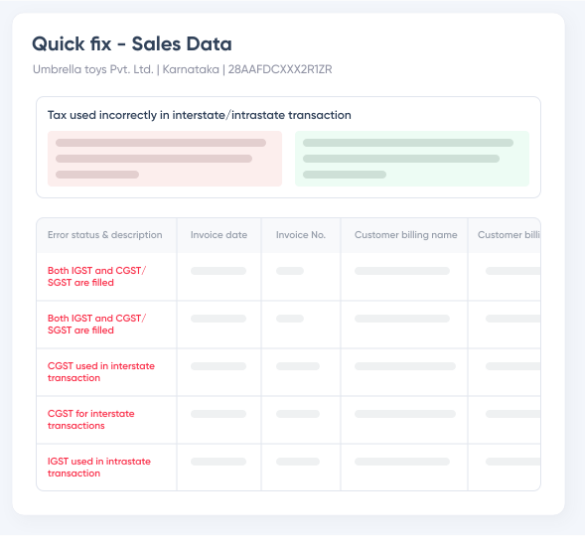 Quick fix - Sales Data
Umbrella toys Pvt. Ltd. | Karnataka | 28AAFDCXXX2R1ZR
Tax used incorrectly in interstate/intrastate transaction
Error status & description Invoice date Invoice No. Customer billing name Customer billi
Both IGST and CGST/
SGST are filled
Both IGST and CGST/
SGST are filled
CGST used in interstate
transaction
CGST for interstate
transactions
IGST used in intrastate
transaction